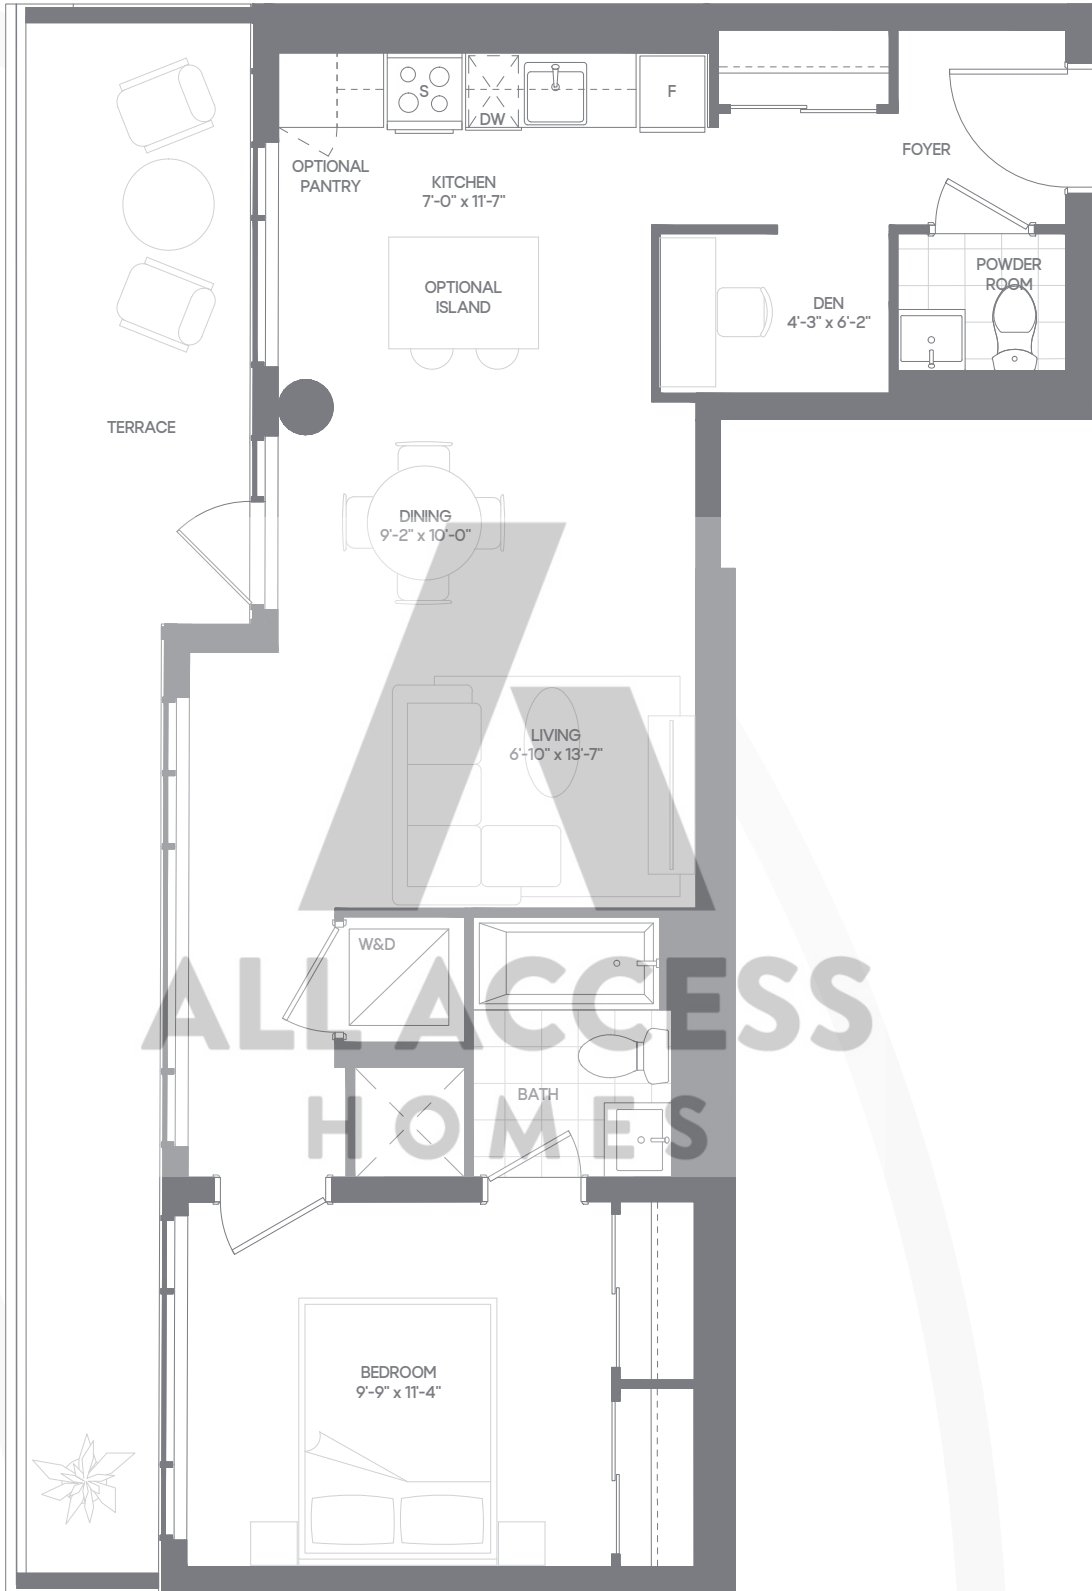 S
DW
F
OPTIONAL
PANTRY
KITCHEN
7'-0" x 11'-7"
FOYER
OPTIONAL
ISLAND
POWDER
ROOM
DEN
4'-3" x 6'-2"
TERRACE
DINING
9'-2" x 10'-0"
LIVING
6'-10" x 13'-7"
W&D
ALL ACCESS
BATH
HOMES
BEDROOM
9'-9" x 11'-4"